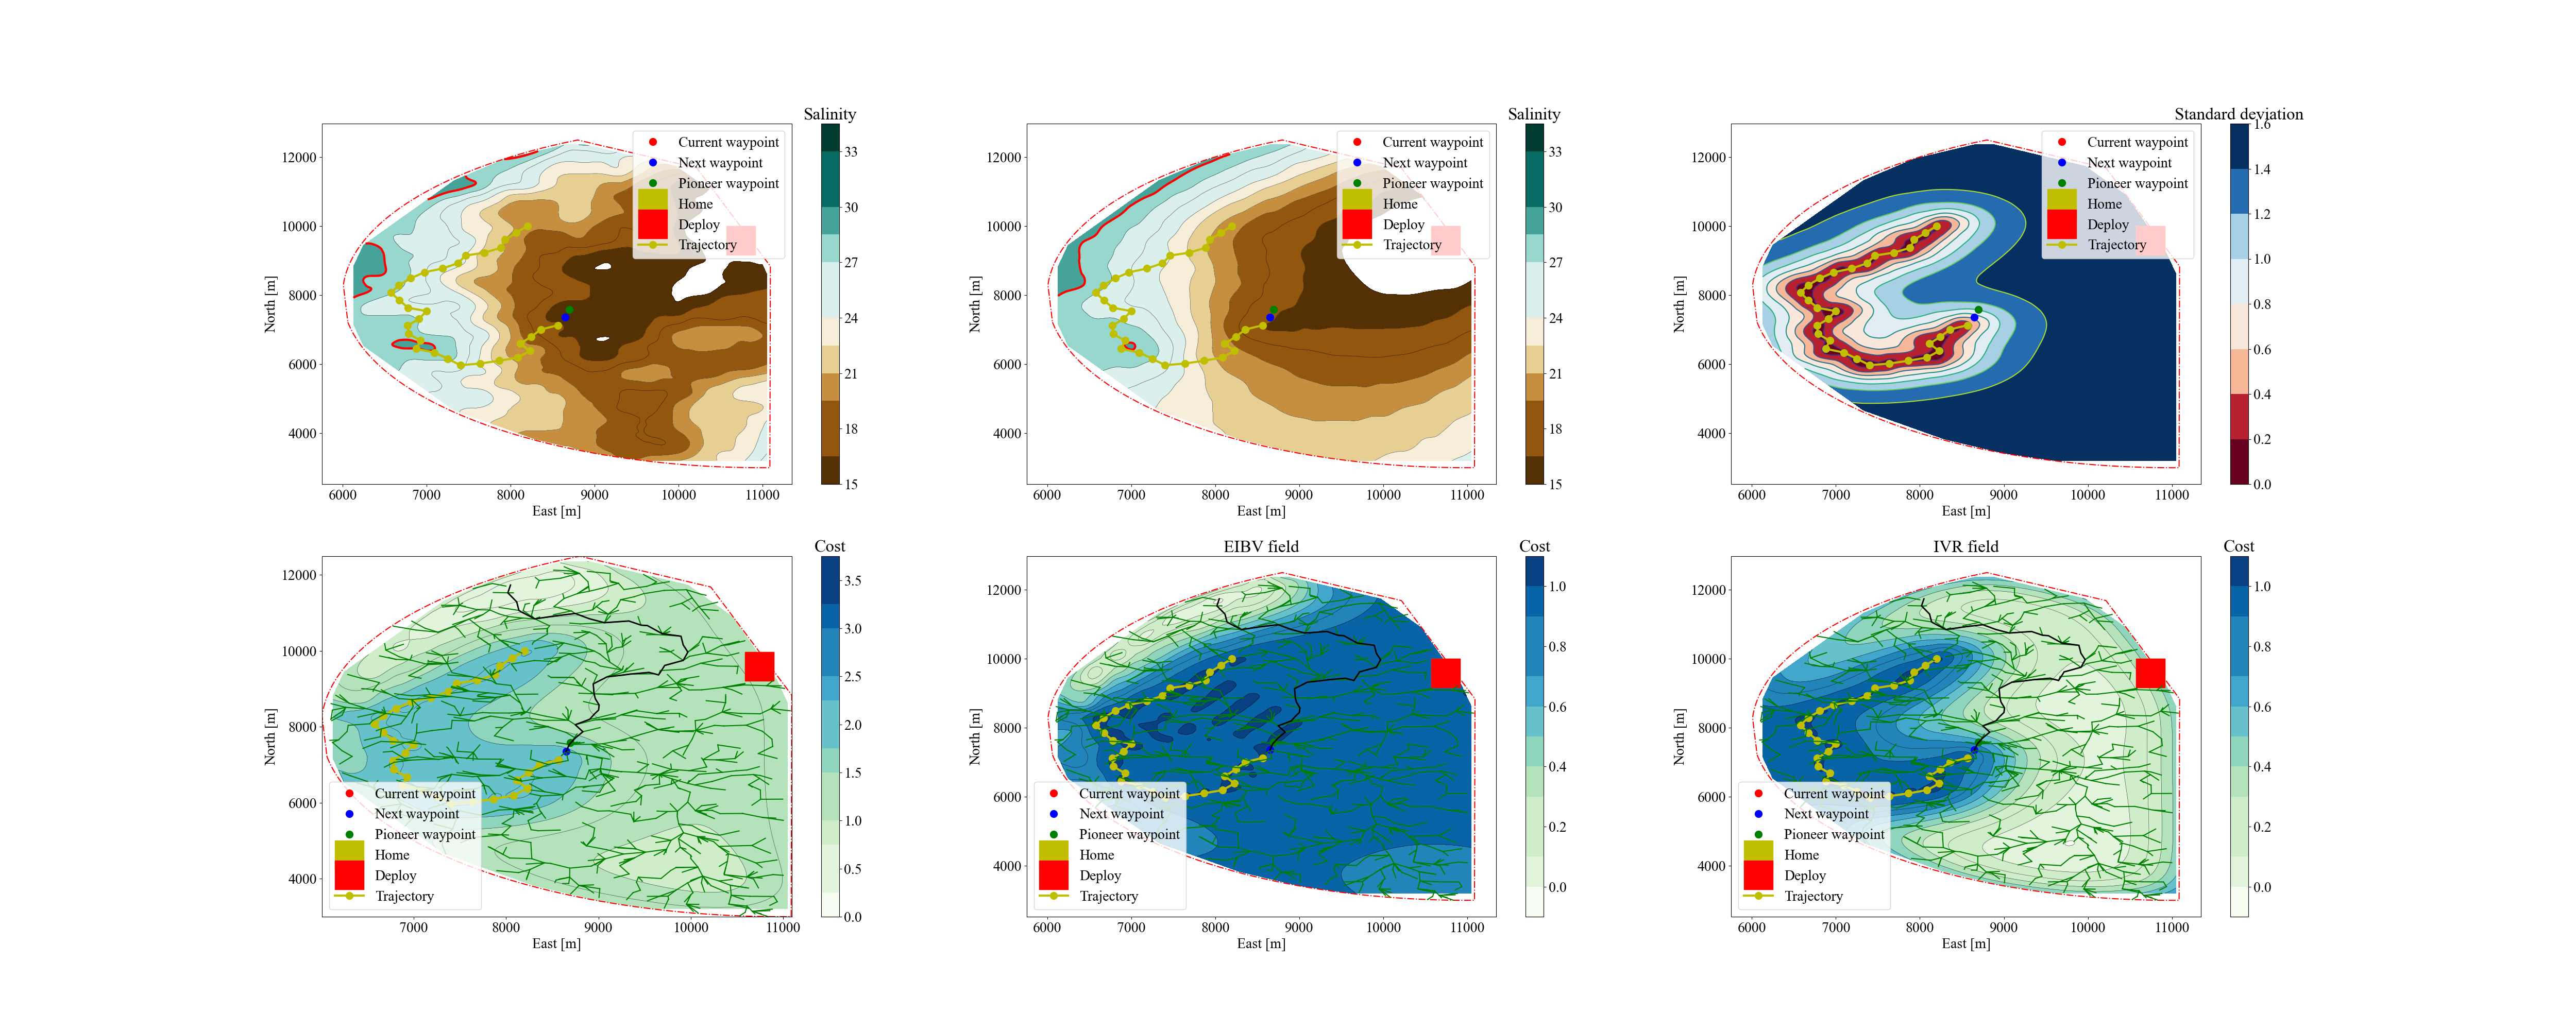 Salinity
Salinity
Standard deviation
12000
10000
8000
6000
4000
6000 7000 8000 9000 10000 11000
East [m]
North [m]
Current waypoint
Next waypoint
Pioneer waypoint
Home
Deploy
Trajectory
33
30
27
24
21
18
15
12000
10000
8000
6000
4000
6000 7000 8000 9000 10000 11000
East [m]
North [m]
Current waypoint
Next waypoint
Pioneer waypoint
Home
Deploy
Trajectory
33
30
27
24
21
18
15
12000
10000
8000
6000
4000
6000 7000 8000 9000 10000 11000
East [m]
North [m]
Current waypoint
Next waypoint
Pioneer waypoint
Home
Deploy
Trajectory
1.6
1.4
1.2
1.0
0.8
0.6
0.4
0.2
0.0
Cost
12000
10000
8000
6000
4000
7000 8000 9000 10000 11000
East [m]
North [m]
Current waypoint
Next waypoint
Pioneer waypoint
Home
Deploy
Trajectory
3.5
3.0
2.5
2.0
1.5
1.0
0.5
0.0
EIBV field
Cost
12000
10000
8000
6000
4000
6000 7000 8000 9000 10000 11000
East [m]
North [m]
Current waypoint
Next waypoint
Pioneer waypoint
Home
Deploy
Trajectory
1.0
0.8
0.6
0.4
0.2
0.0
IVR field
Cost
12000
10000
8000
6000
4000
6000 7000 8000 9000 10000 11000
East [m]
North [m]
Current waypoint
Next waypoint
Pioneer waypoint
Home
Deploy
Trajectory
1.0
0.8
0.6
0.4
0.2
0.0